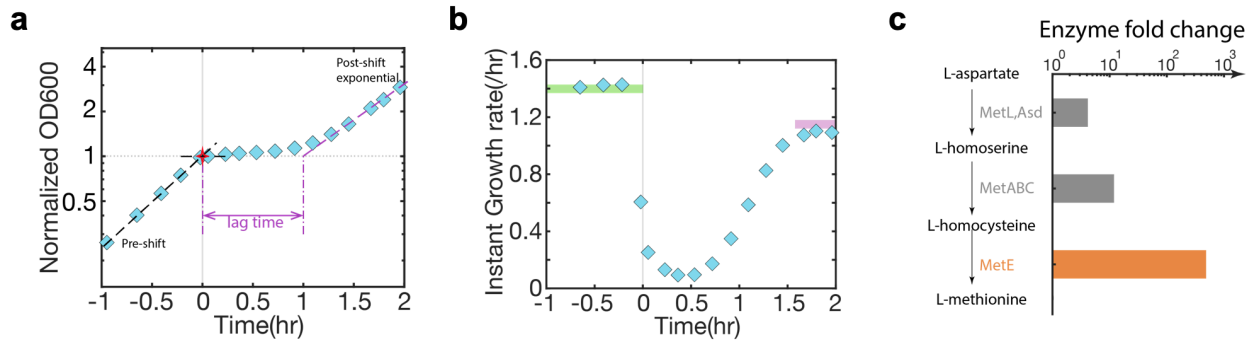 a
Normalized OD600
4
2
1
0.5
Pre-shift
Post-shift
exponential
lag time
-1
-0.5
0
0.5
1
1.5
2
Time(hr)
b
Instant Growth rate(/hr)
1.6
1.2
0.8
0.4
0
-1
-0.5
0
0.5
1
1.5
2
Time(hr)
c
Enzyme fold change
10^0
10^1
10^2
10^3
L-aspartate
MetL,Asd
L-homoserine
MetABC
L-homocysteine
MetE
L-methionine